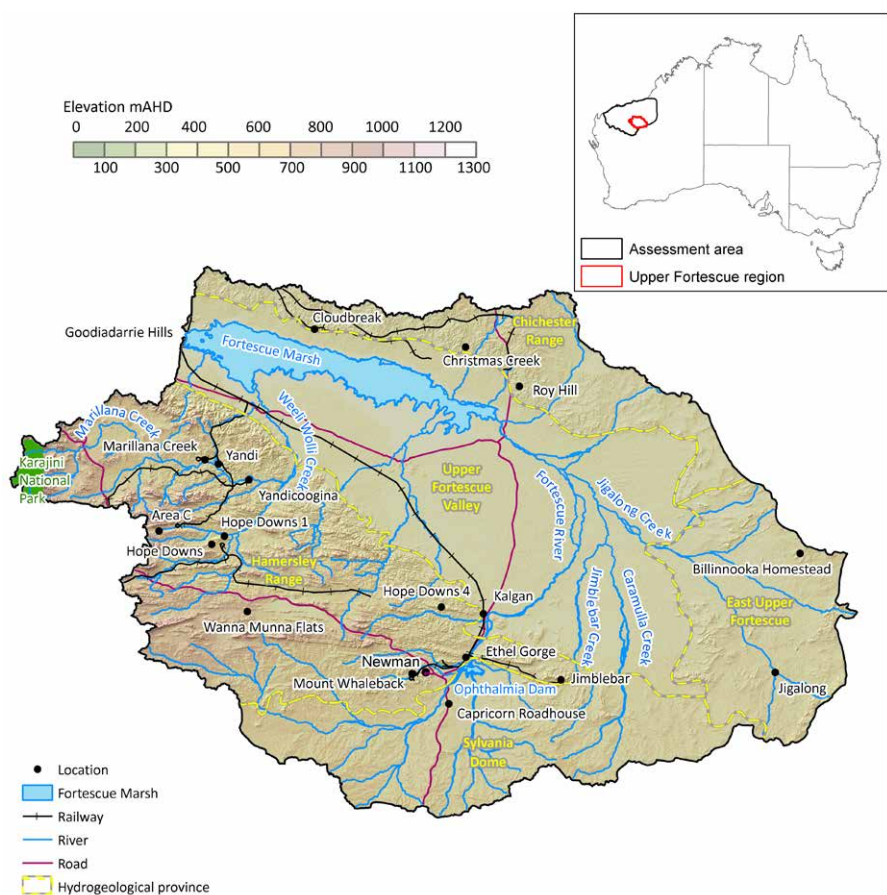 Elevation mAHD
0 200 400 600 800 1000 1200
100 300 500 700 900 1100 1300
Assessment area
Upper Fortescue region
Goodiadarrie Hills
Cloudbreak
Chichester
Range
Fortescue Marsh
Christmas Creek
Roy Hill
Marillana Creek
Weeli Wolli Creek
Marillana Creek
Yandi
Karajini
National
Park
Yandicoogina
Upper
Fortescue
Valley
Fortescue River
Jigalong Creek
Area C
Hope Downs 1
Hope Downs
Hamersley
Range
Billinnooka Homestead
Hope Downs 4
Kalgan
Jimblebar Creek
Caramulla Creek
East Upper
Fortescue
Wanna Munna Flats
Ethel Gorge
Newman
Mount Whaleback
Ophthalmia Dam
Jimblebar
Jigalong
Capricorn Roadhouse
Sylvania
Dome
Location
Fortescue Marsh
Railway
River
Road
Hydrogeological province